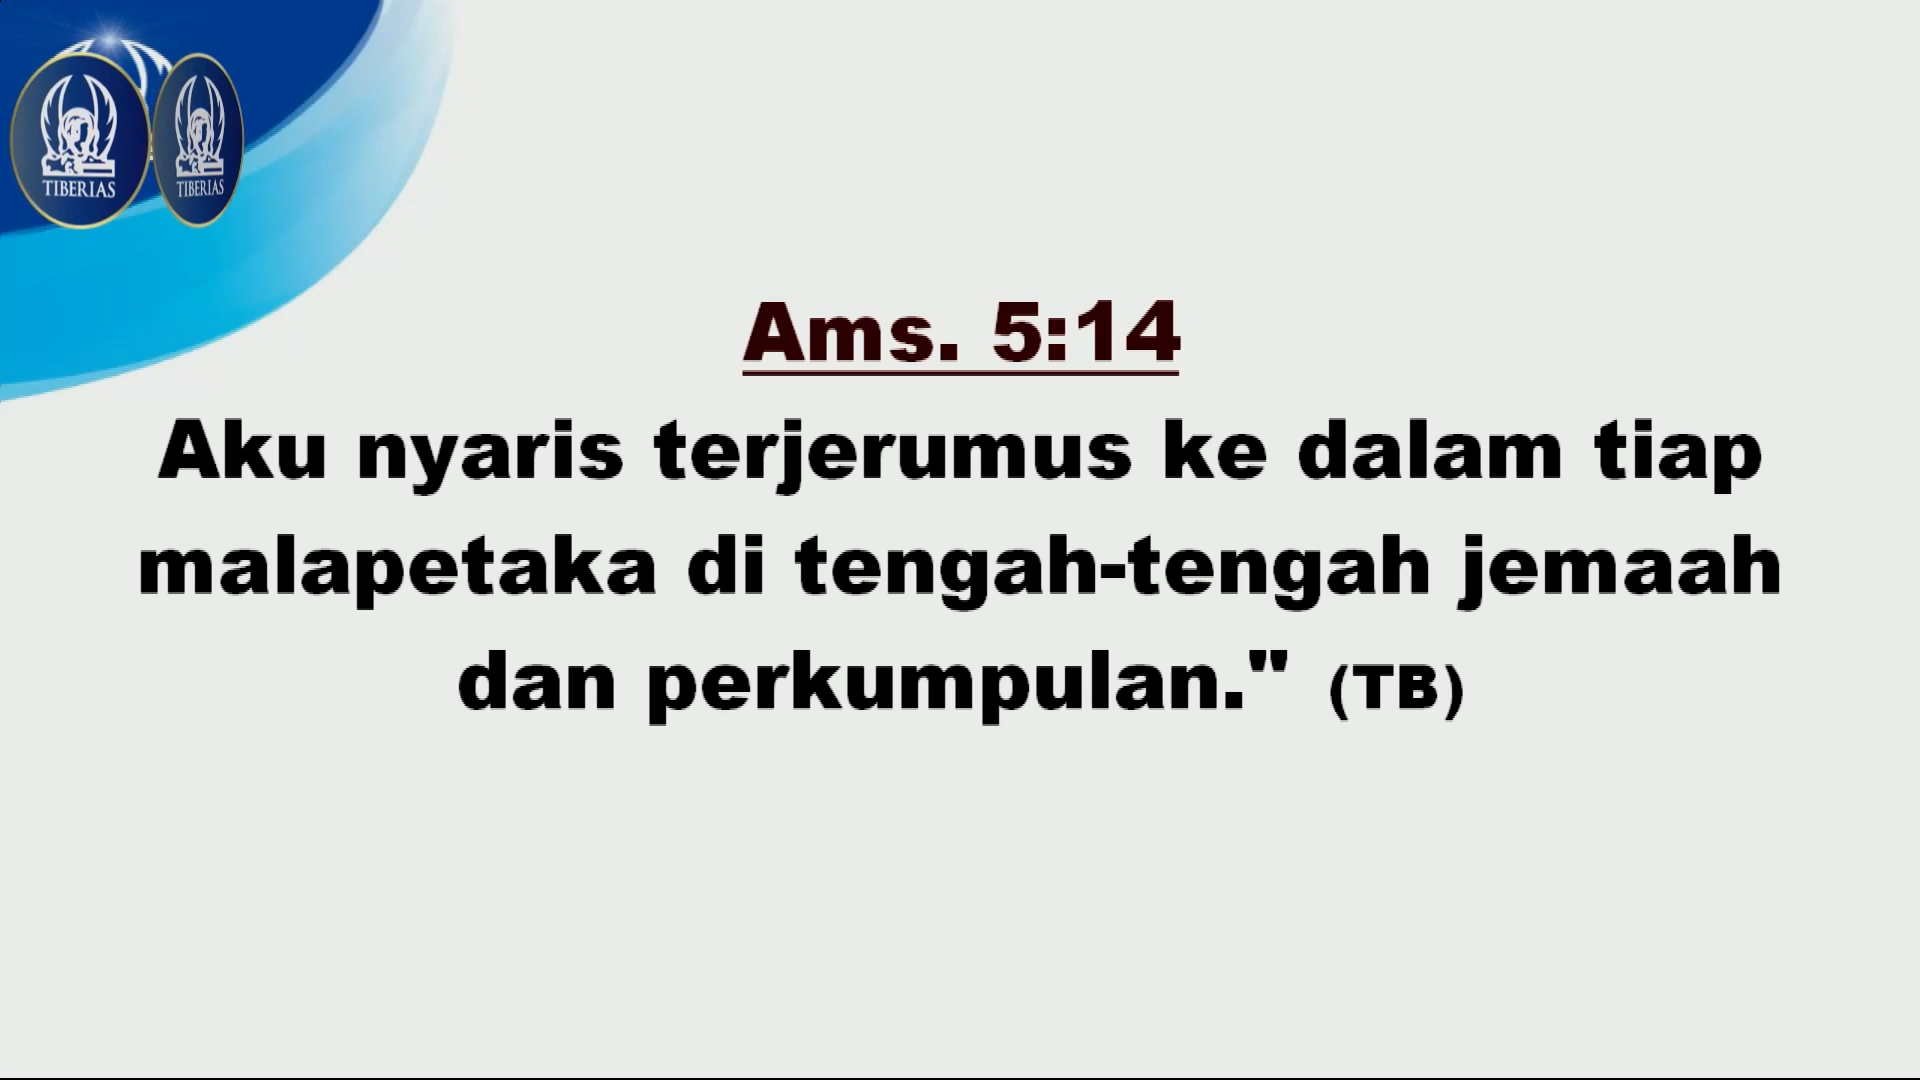 TIBERIAS
TIBERIAS
Ams. 5:14
Aku nyaris terjerumus ke dalam tiap
malapetaka di tengah-tengah jemaah
dan perkumpulan." (TB)